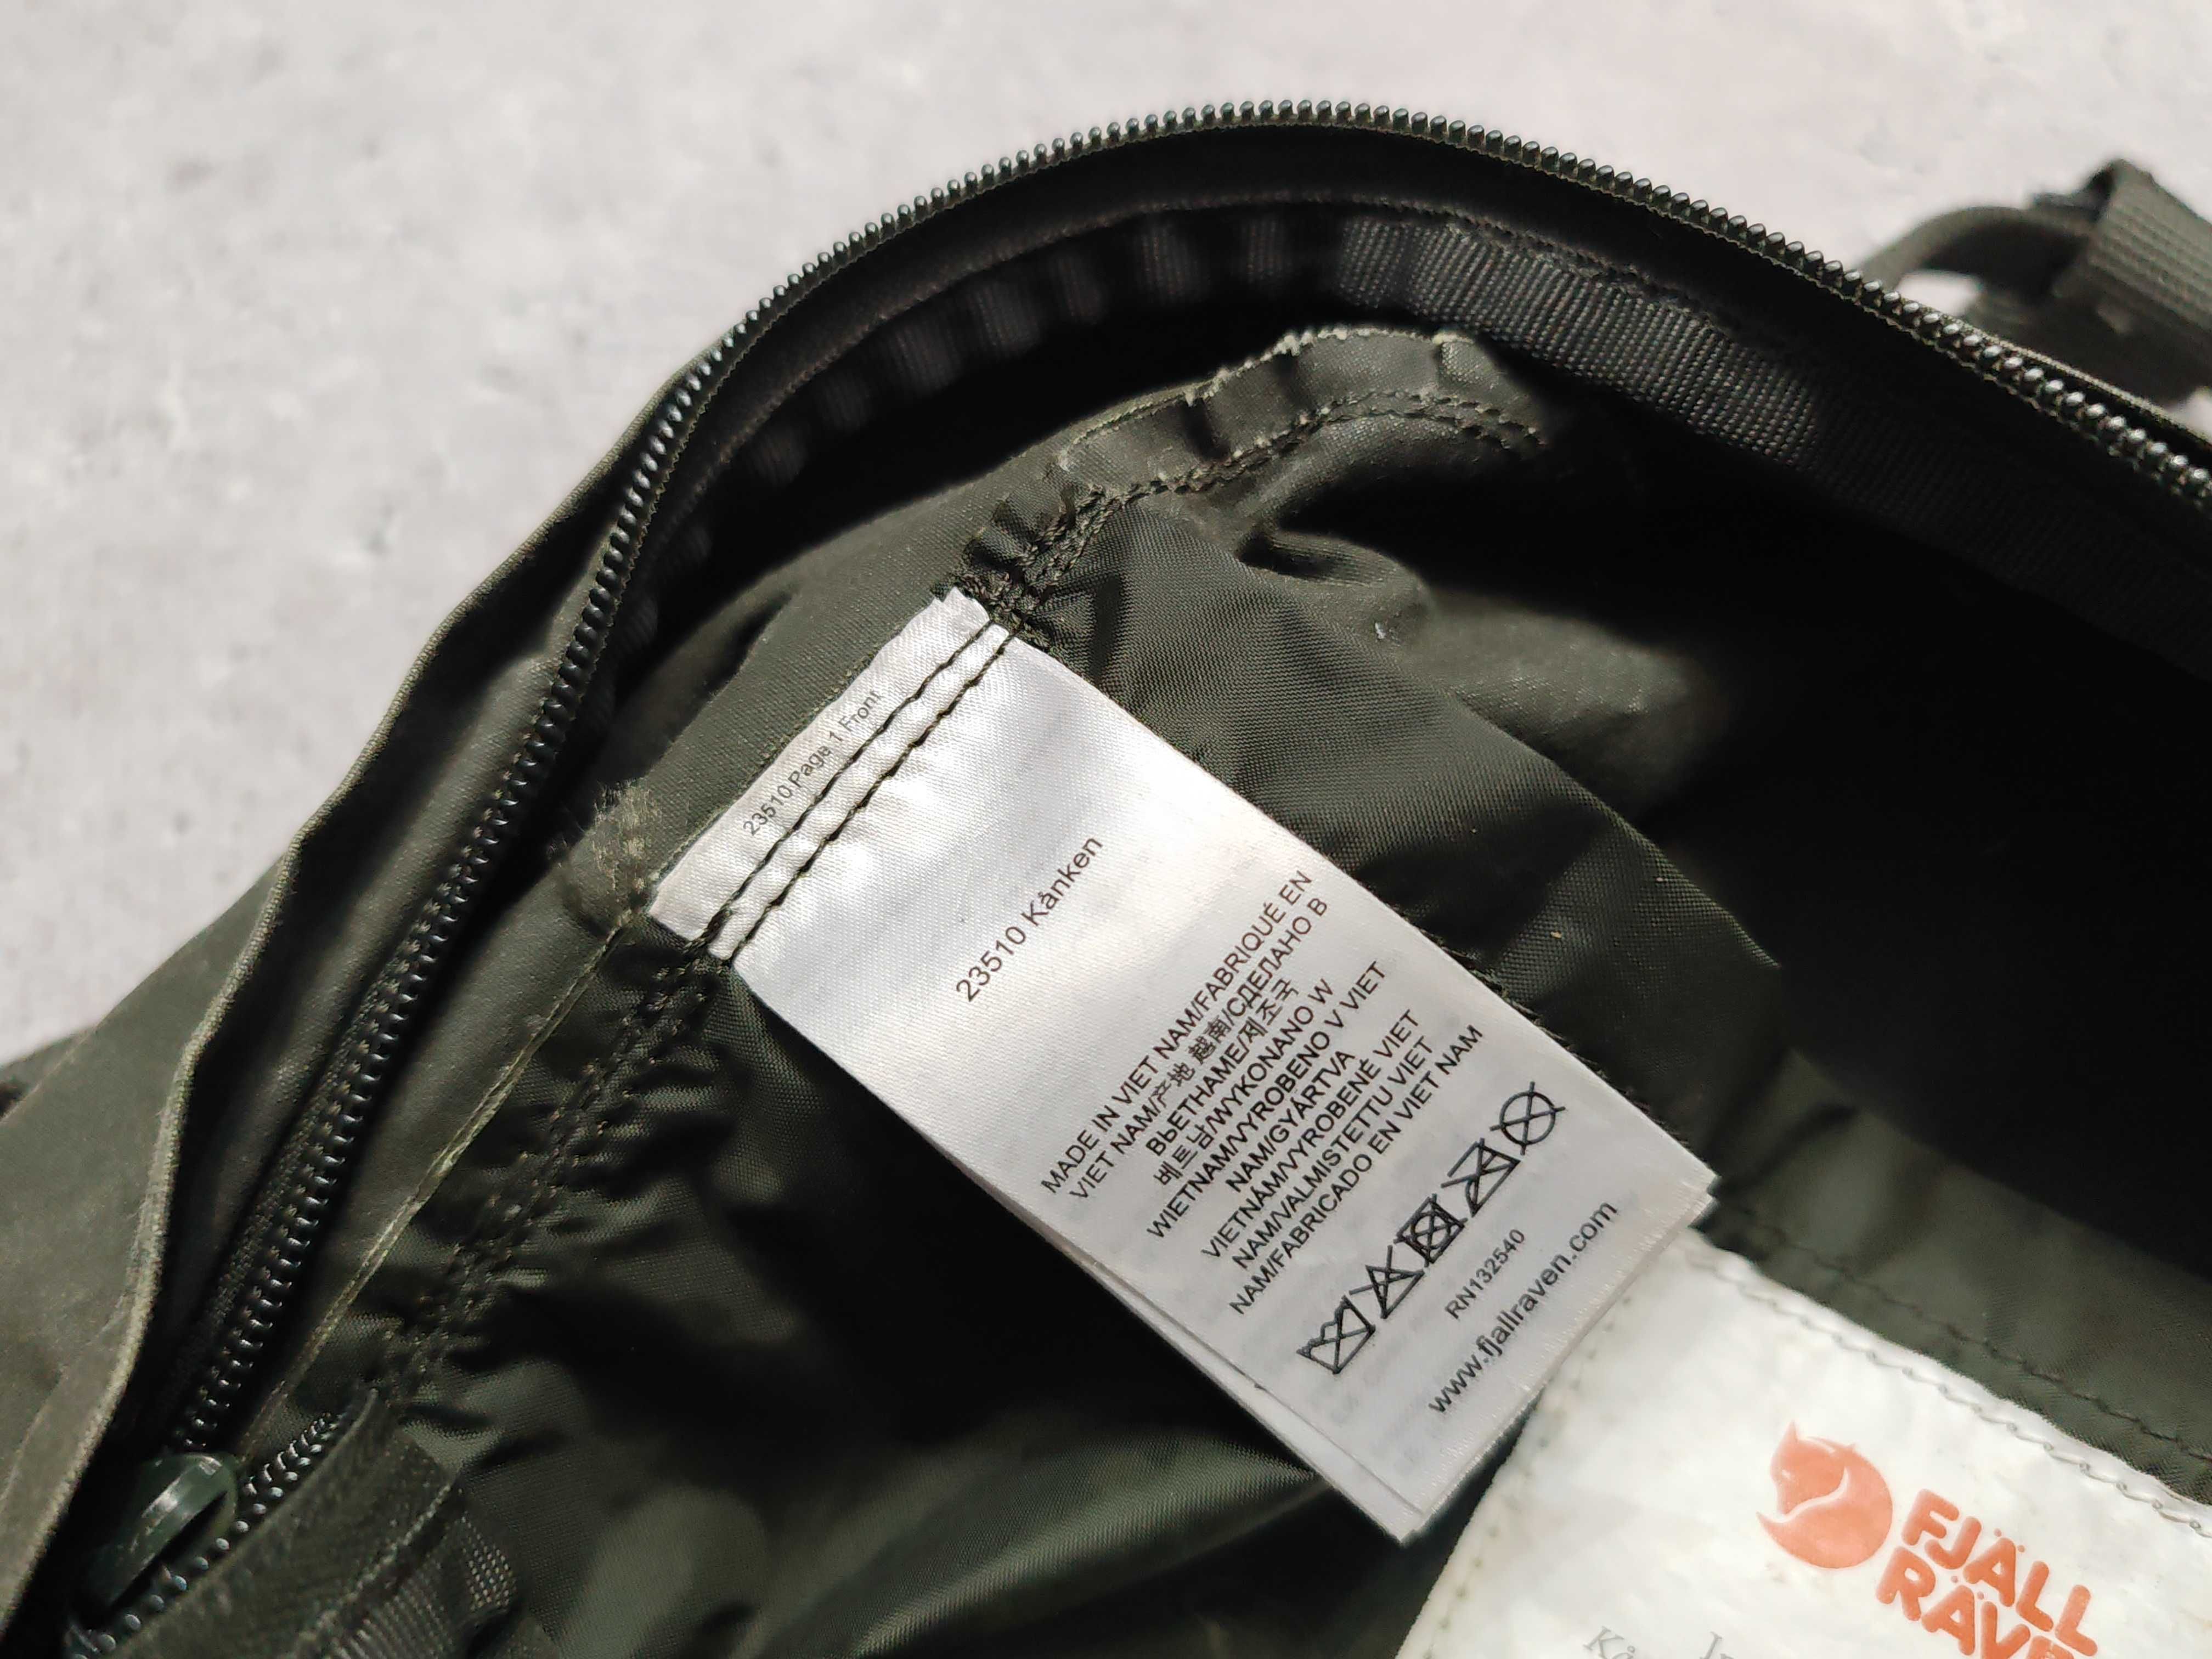 23510 Page 1 Front
23510 Kånken
MADE IN VIET NAM/FABRIQUÉ EN
VIET NAM/产地 越南/СДЕЛАНО В
ВЬЕТНАМЕ/제조국
베트남/WYKONANO W
WIETNAM/VYROBENO V VIET
NAM/GYÁRTVA
VIETNÁM/VYROBENÉ VIET
NAM/VALMISTETTU VIET
NAM/FABRICADO EN VIET NAM
RN132540
www.fjallraven.com
FJÄLL